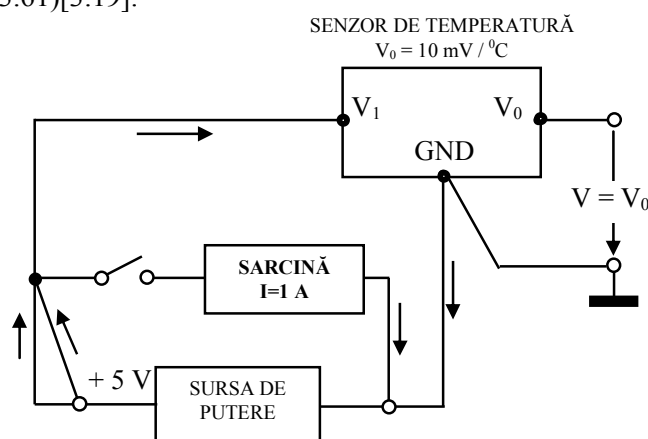 3.61)[3.19].
SENZOR DE TEMPERATURĂ
V₀ = 10 mV / ⁰C
V₁
V₀
GND
V = V₀
SARCINĂ
I=1 A
+ 5 V
SURSA DE
PUTERE